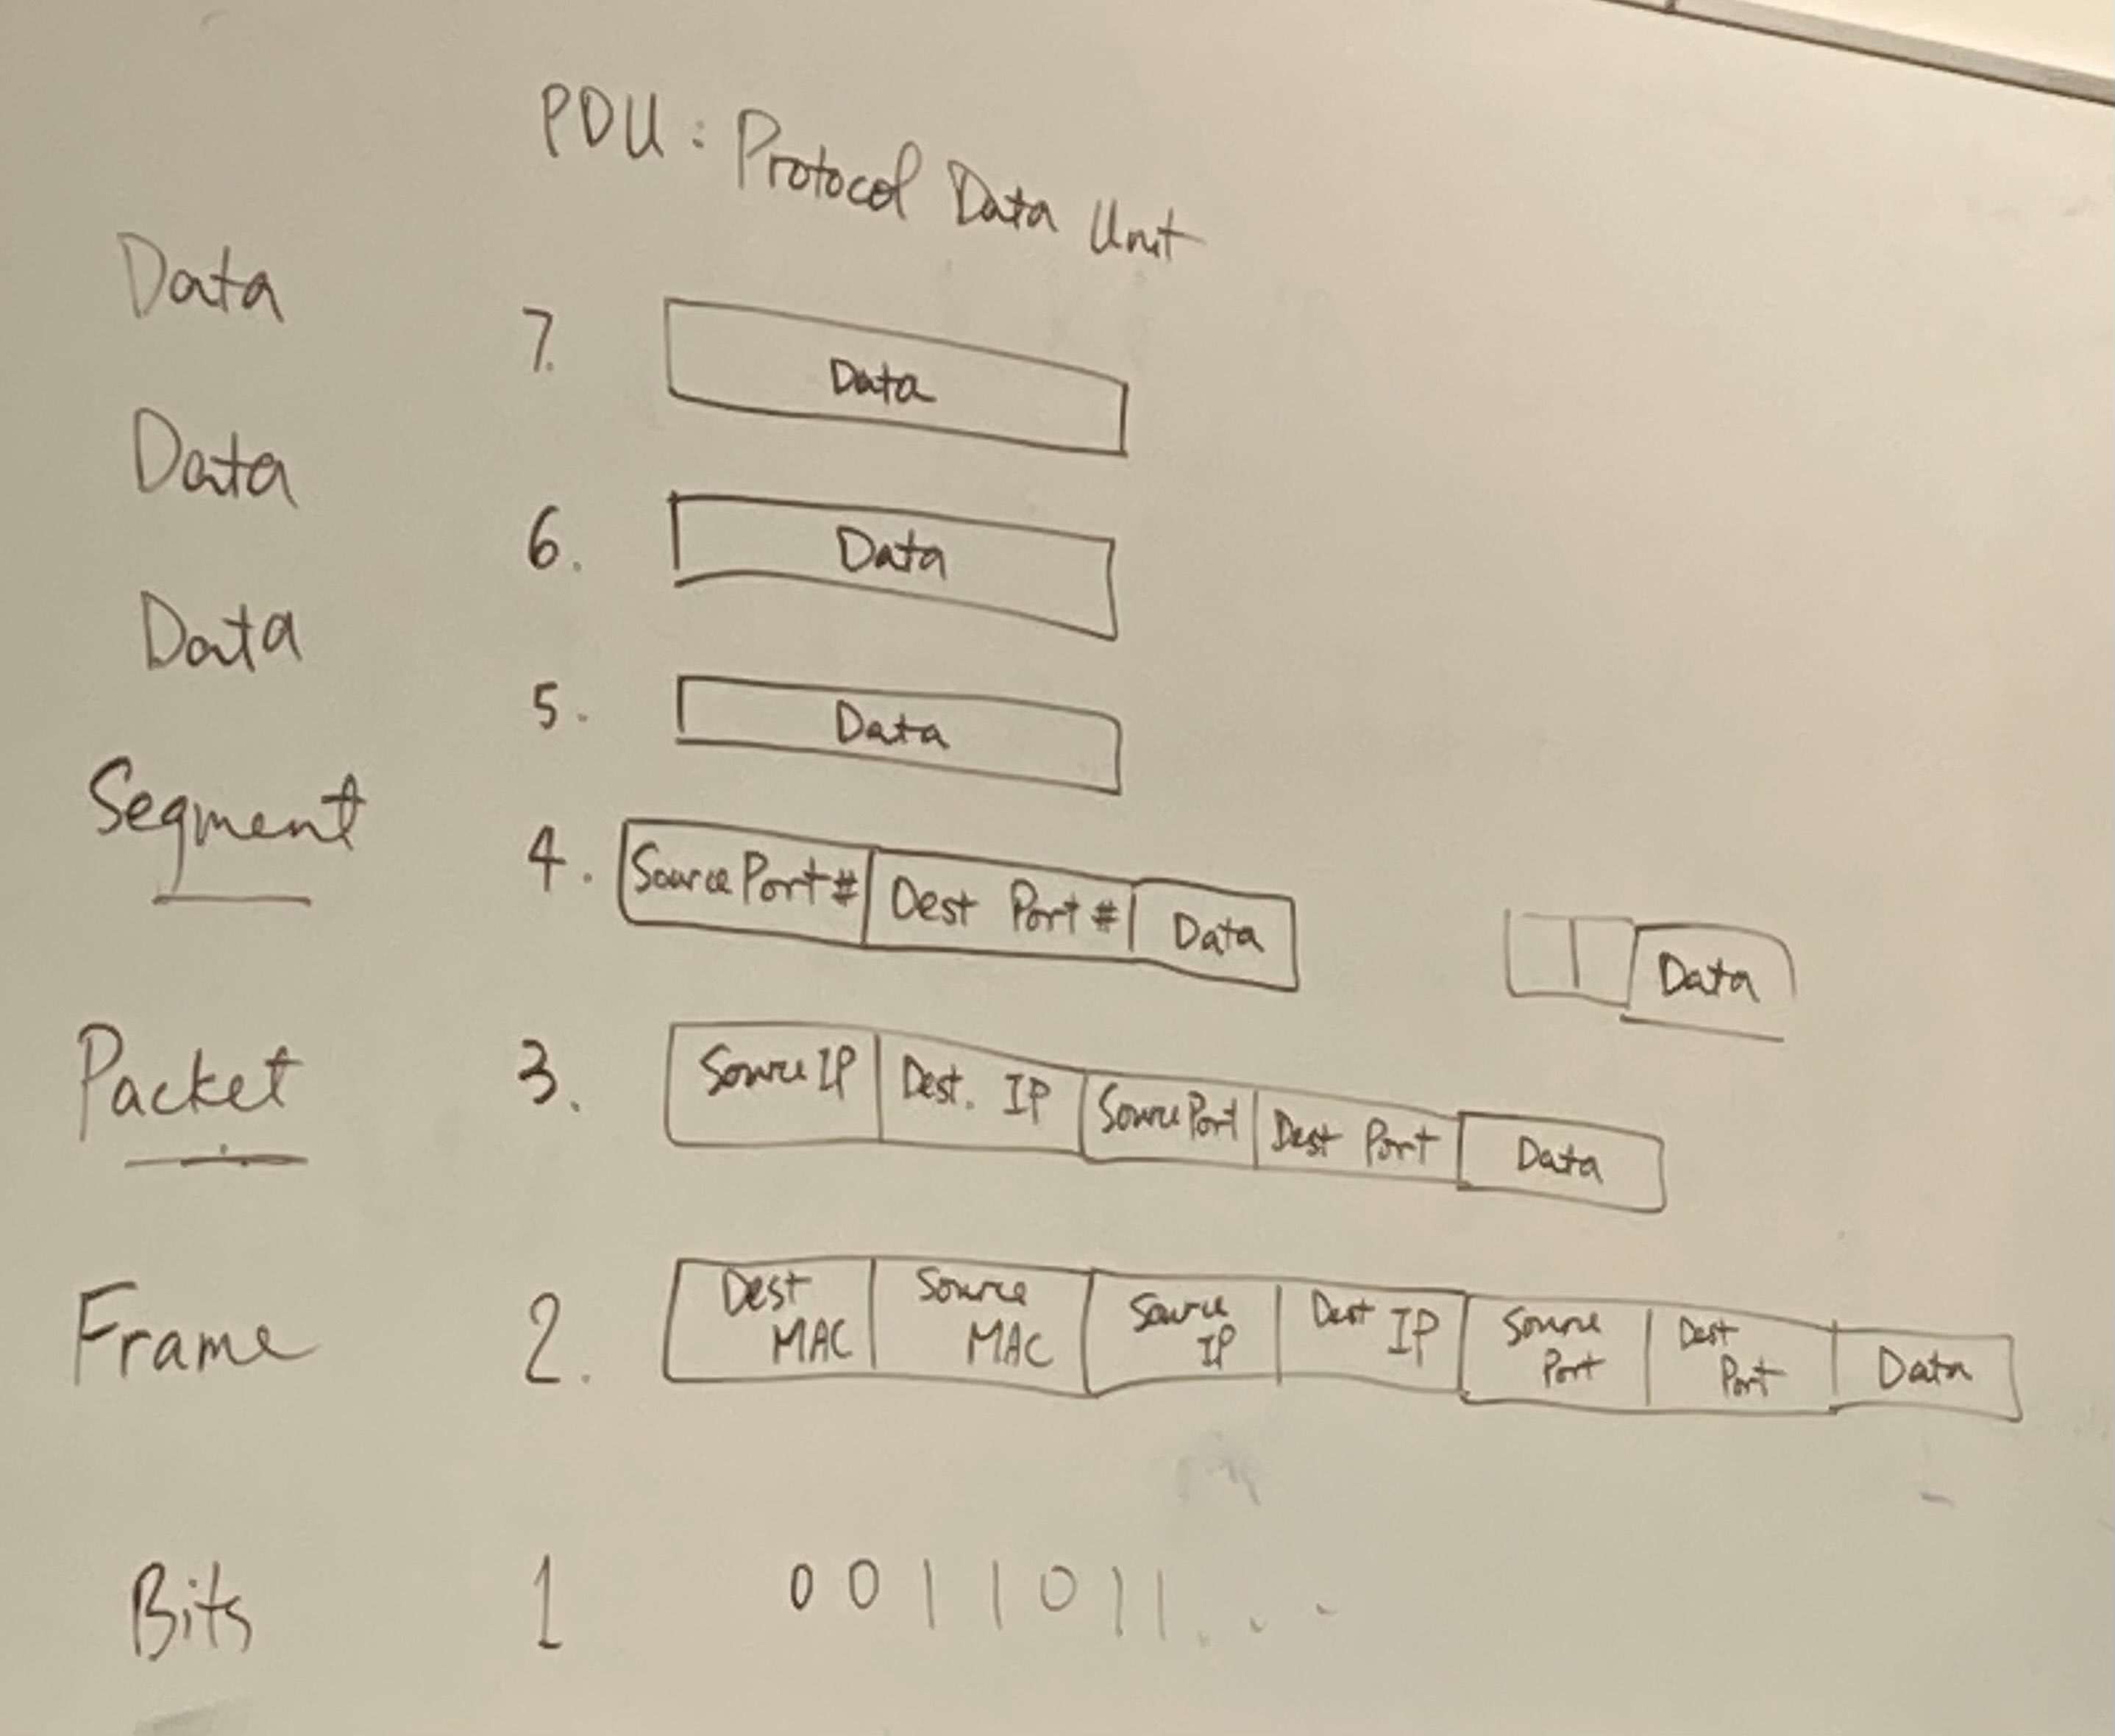 PDU : Protocol Data Unit
Data 7. Data
Data 6. Data
Data 5. Data
Segment 4. Source Port # Dest Port # Data
Data
Packet 3. Source IP Dest. IP Source Port Dest Port Data
Frame 2. Dest MAC Source MAC Source IP Dest IP Source Port Dest Port Data
Bits 1 0 0 1 1 0 1 1 . . .